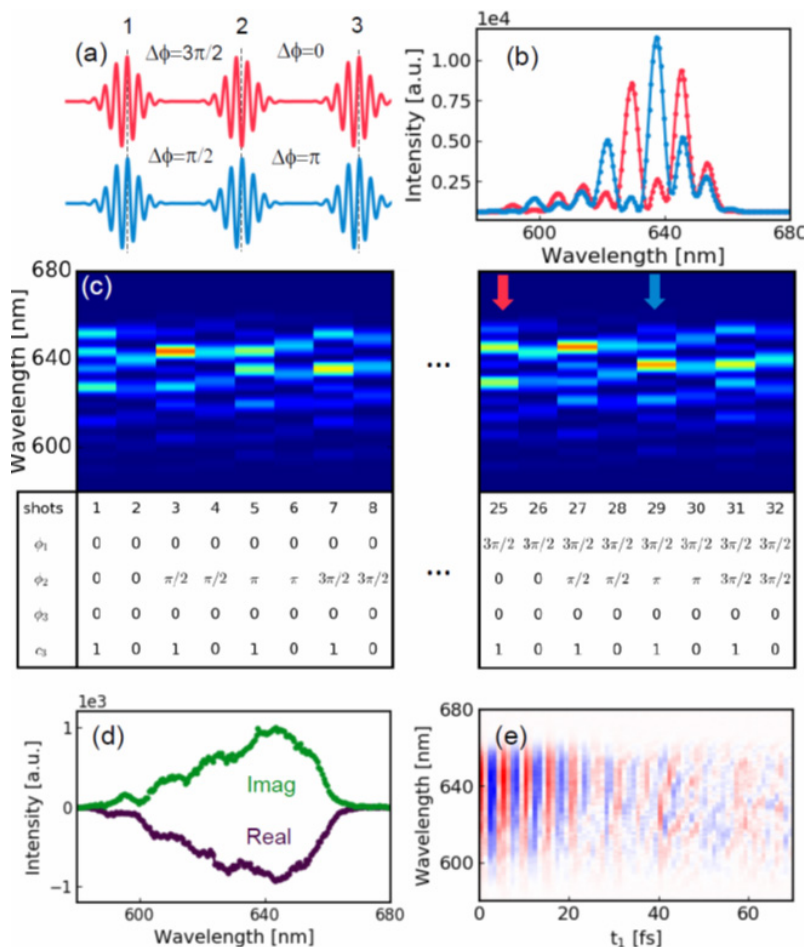 1 2 3
(a) Δϕ=3π/2 Δϕ=0
Δϕ=π/2 Δϕ=π
1e4
(b)
Intensity [a.u.]
1.00
0.75
0.50
0.25
600 640 680
Wavelength [nm]
(c)
Wavelength [nm]
680
640
600
...
shots 1 2 3 4 5 6 7 8 ... 25 26 27 28 29 30 31 32
ϕ₁ 0 0 0 0 0 0 0 0 3π/2 3π/2 3π/2 3π/2 3π/2 3π/2 3π/2 3π/2
ϕ₂ 0 0 π/2 π/2 π π 3π/2 3π/2 0 0 π/2 π/2 π π 3π/2 3π/2
ϕ₃ 0 0 0 0 0 0 0 0 0 0 0 0 0 0 0 0
c₃ 1 0 1 0 1 0 1 0 1 0 1 0 1 0 1 0
1e3
(d)
Intensity [a.u.]
1
0
−1
Imag
Real
600 640 680
Wavelength [nm]
(e)
Wavelength [nm]
680
640
600
0 20 40 60
t₁ [fs]